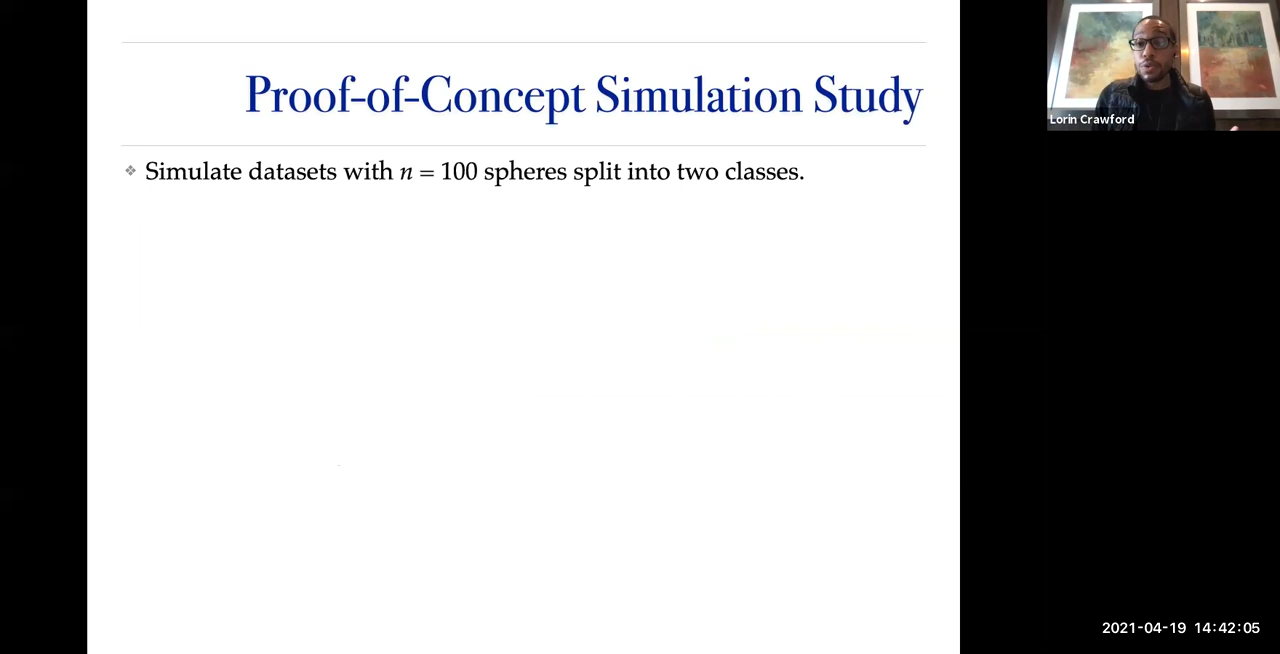 Proof-of-Concept Simulation Study
Simulate datasets with n = 100 spheres split into two classes.
Lorin Crawford
2021-04-19 14:42:05